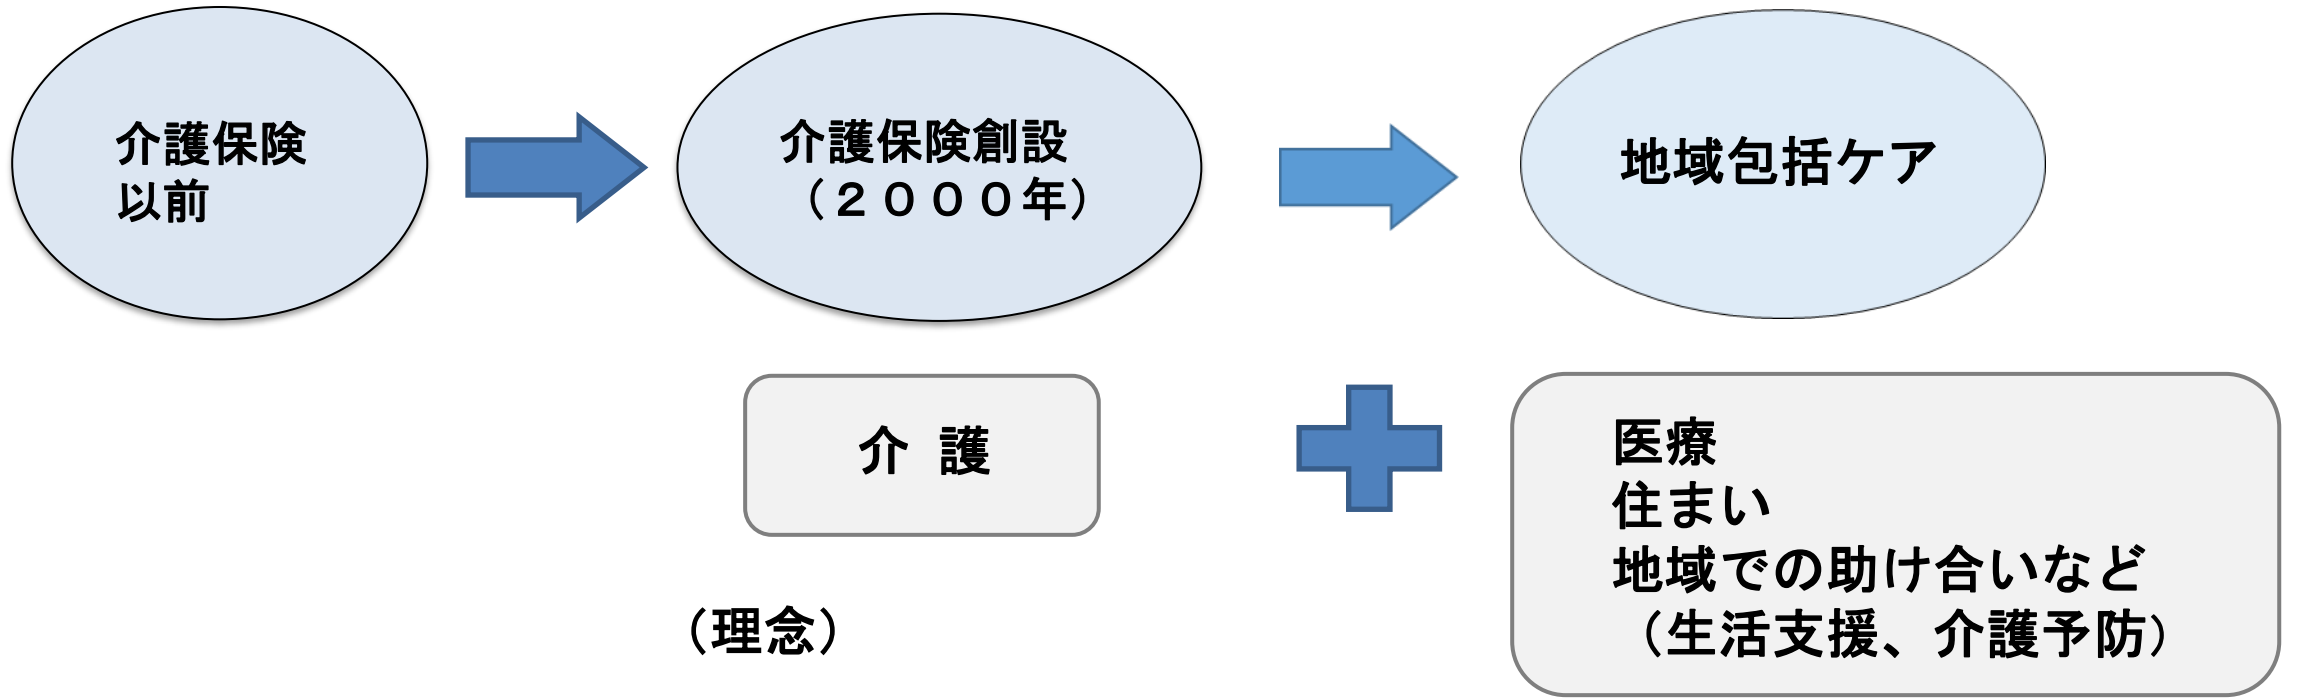 介護保険
以前
介護保険創設
（２０００年）
地域包括ケア
介 護
医療
住まい
地域での助け合いなど
（生活支援、介護予防）
（理念）